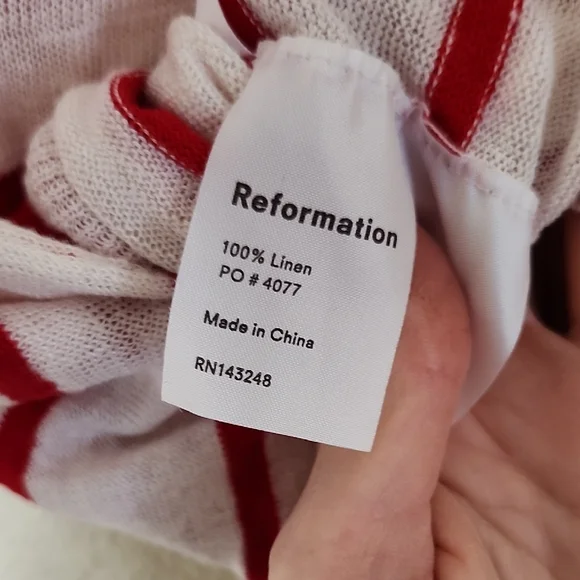 Reformation
100% Linen
PO # 4077
Made in China
RN143248